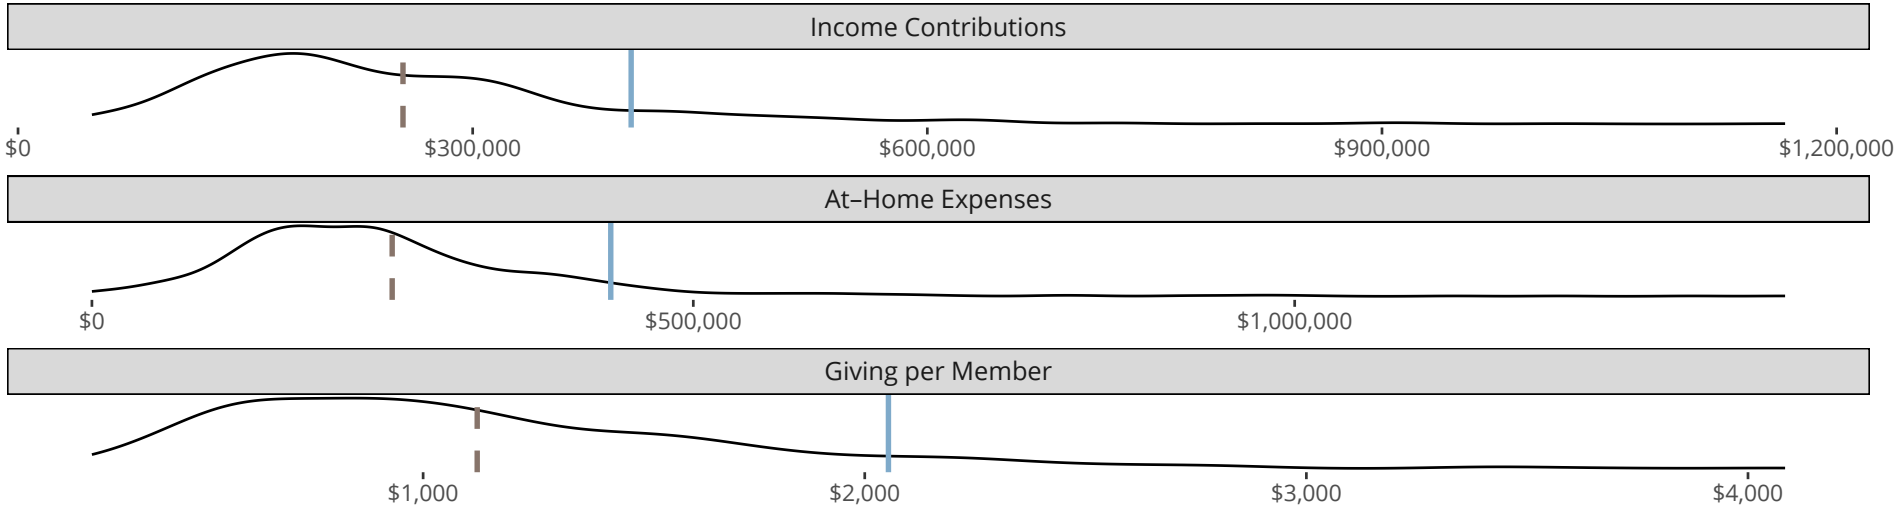 Income Contributions
$0 $300,000 $600,000 $900,000 $1,200,000
At–Home Expenses
$0 $500,000 $1,000,000
Giving per Member
$1,000 $2,000 $3,000 $4,000